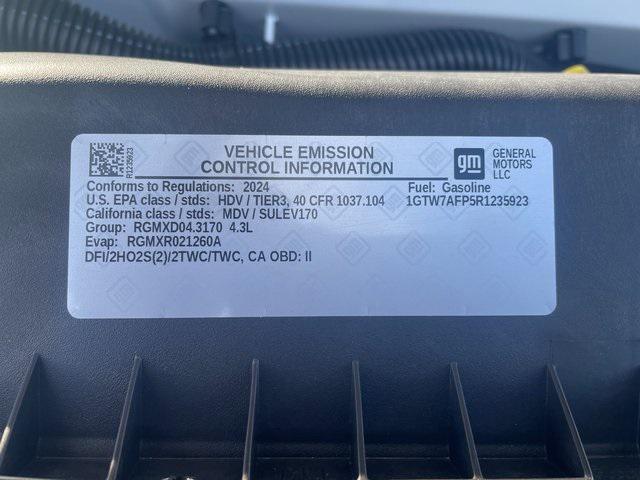 R1235923
VEHICLE EMISSION
CONTROL INFORMATION
gm
GENERAL
MOTORS
LLC
Conforms to Regulations: 2024
Fuel: Gasoline
U.S. EPA class / stds: HDV / TIER3, 40 CFR 1037.104
1GTW7AFP5R1235923
California class / stds: MDV / SULEV170
Group: RGMXD04.3170 4.3L
Evap: RGMXR021260A
DFI/2HO2S(2)/2TWC/TWC, CA OBD: II